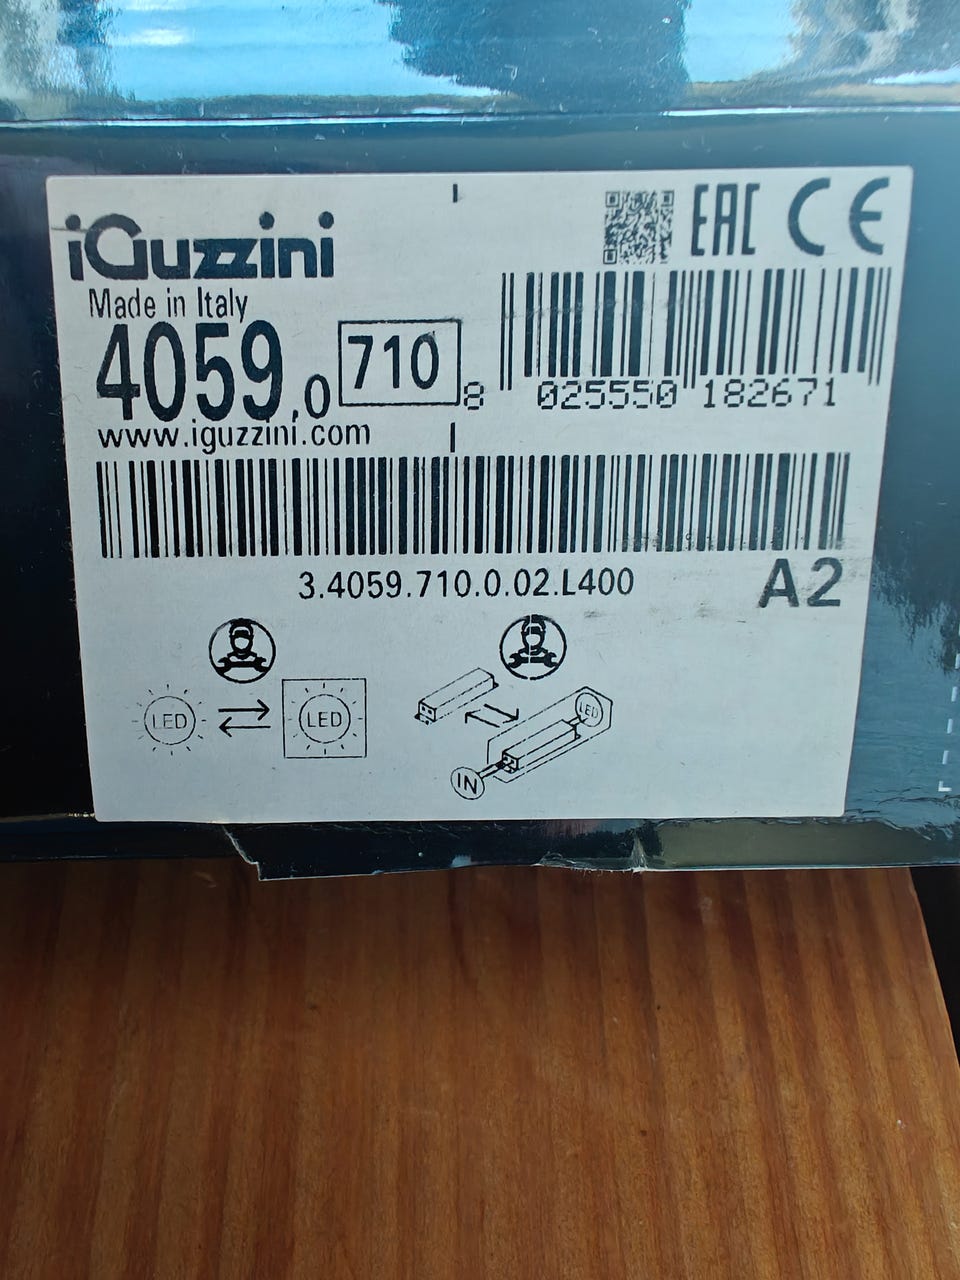 iGuzzini
EAC CE
Made in Italy
4059.0 710
8 025550 182671
www.iguzzini.com
3.4059.710.0.02.L400
A2
LED LED
LED
IN